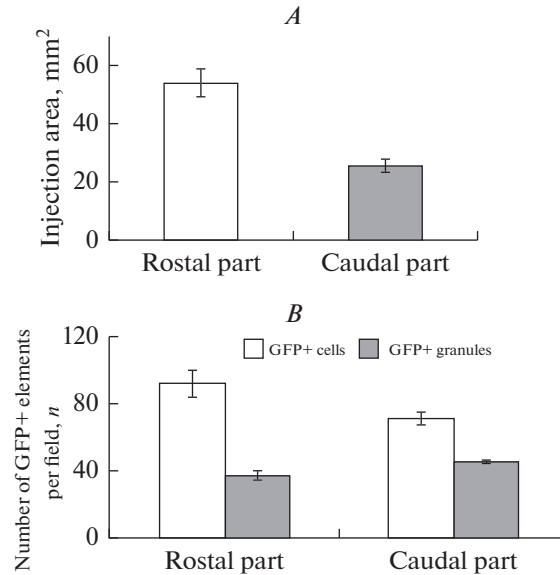 A
Injection area, mm²
60
40
20
0
Rostal part Caudal part
B
Number of GFP+ elements
per field, n
120
80
40
0
GFP+ cells GFP+ granules
Rostal part Caudal part